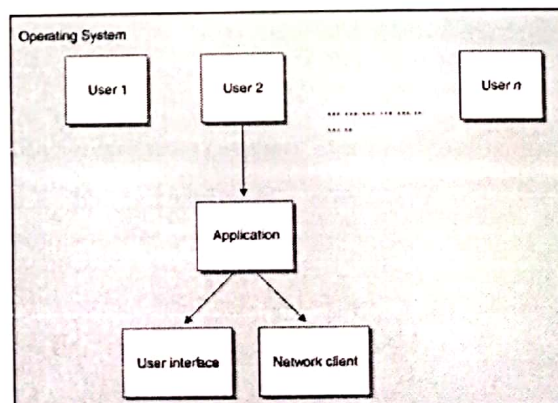 Operating System
User 1
User 2
User n
Application
User interface
Network client